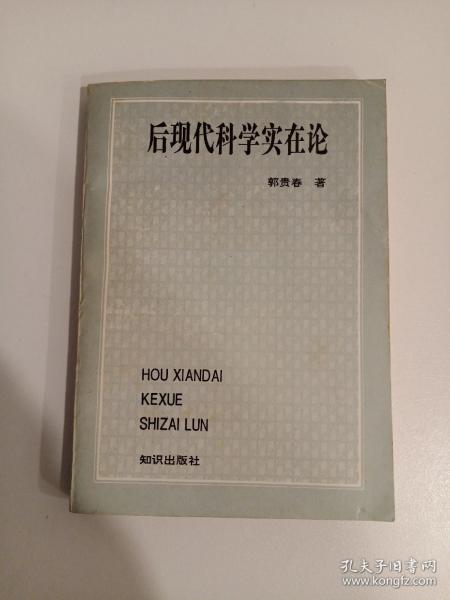 后现代科学实在论
郭贵春 著
HOU XIANDAI
KEXUE
SHIZAI LUN
知识出版社
孔夫子旧书网
www.kongfz.com